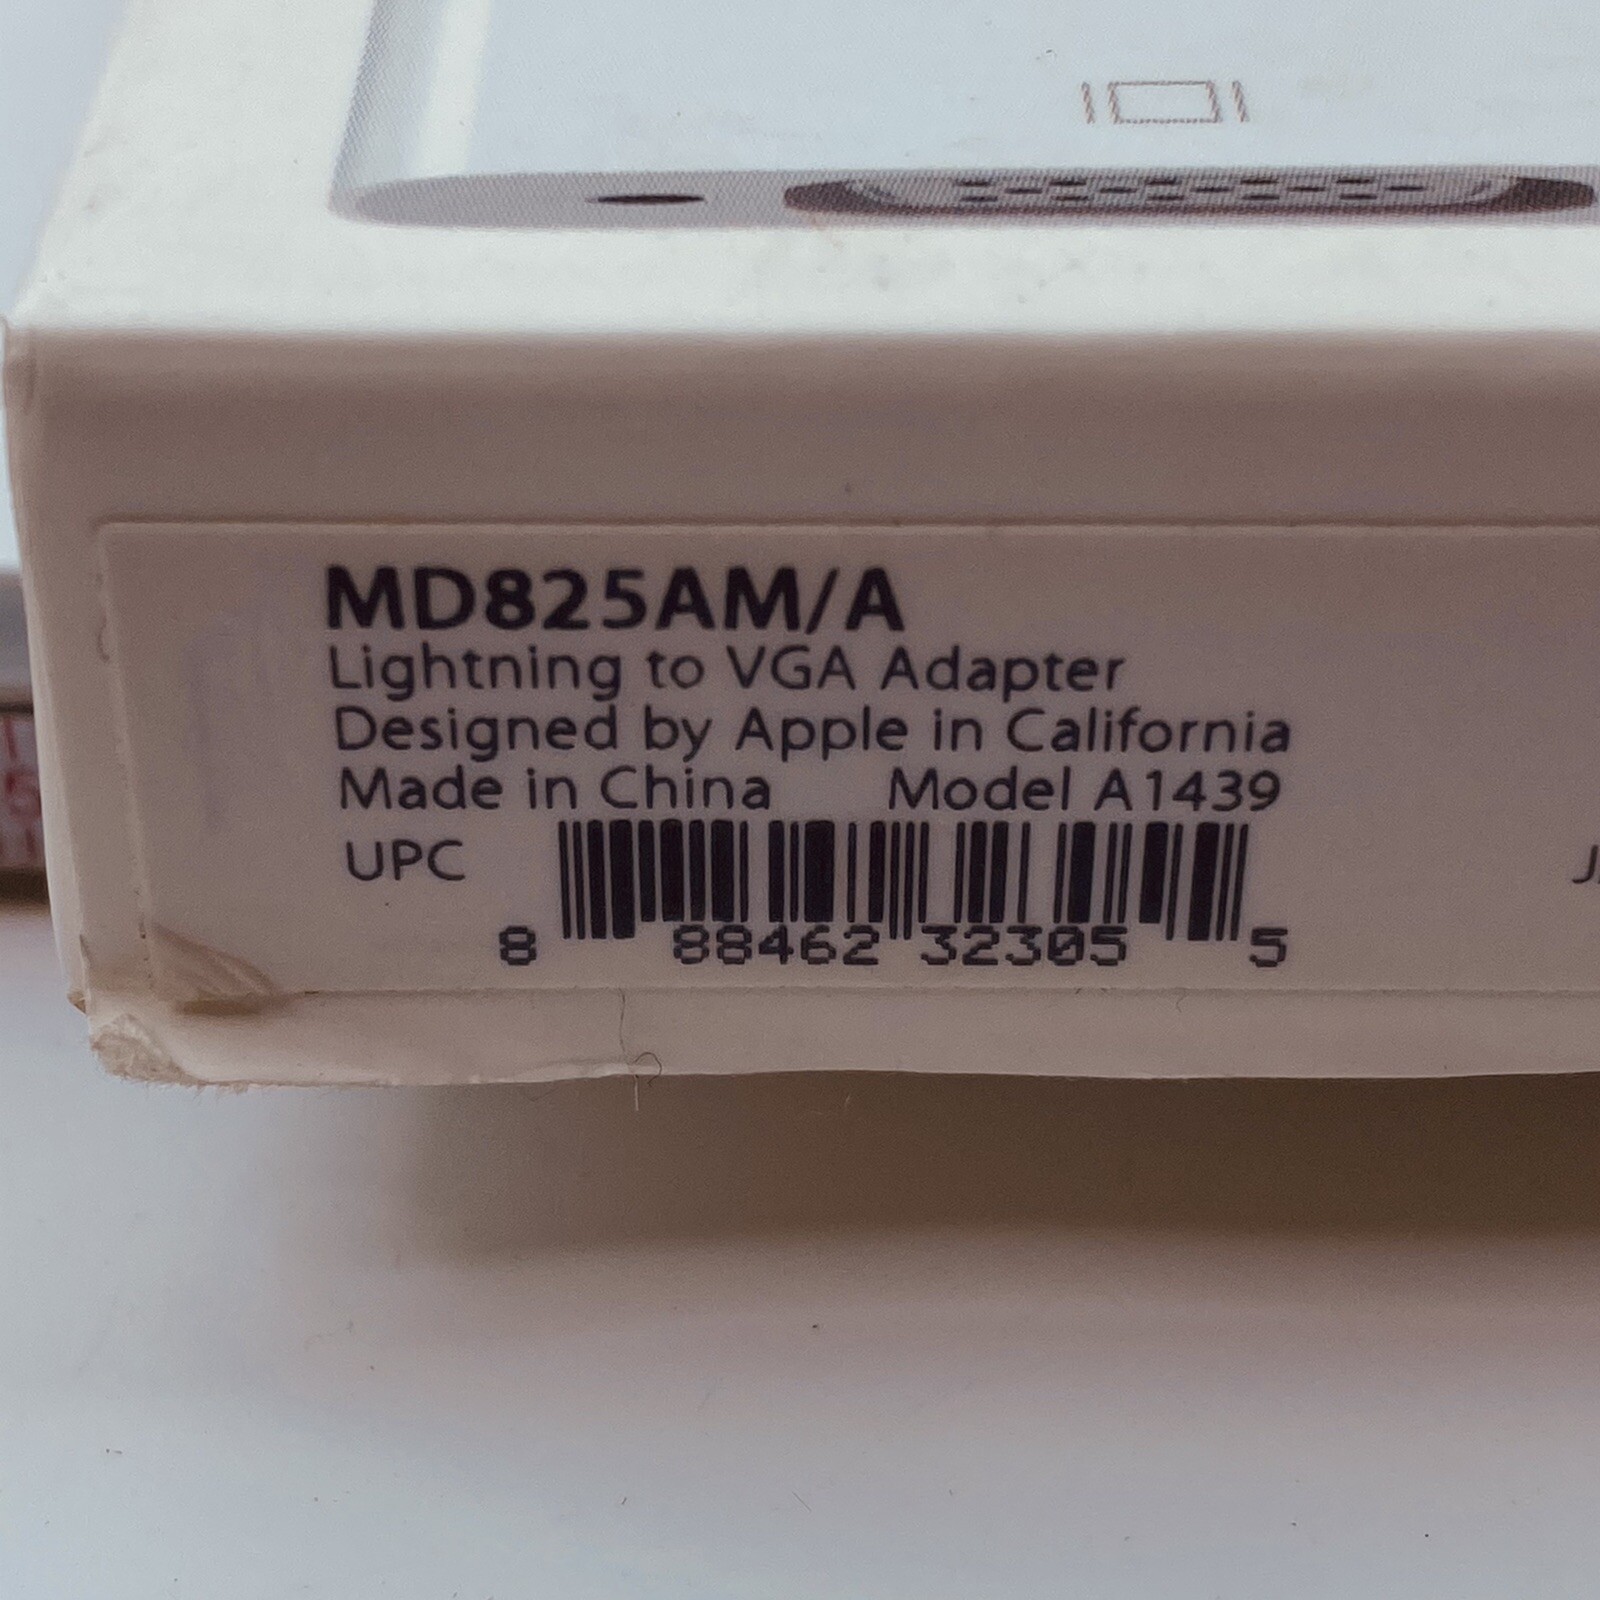 MD825AM/A
Lightning to VGA Adapter
Designed by Apple in California
Made in China Model A1439
UPC
8 88462 32305 5